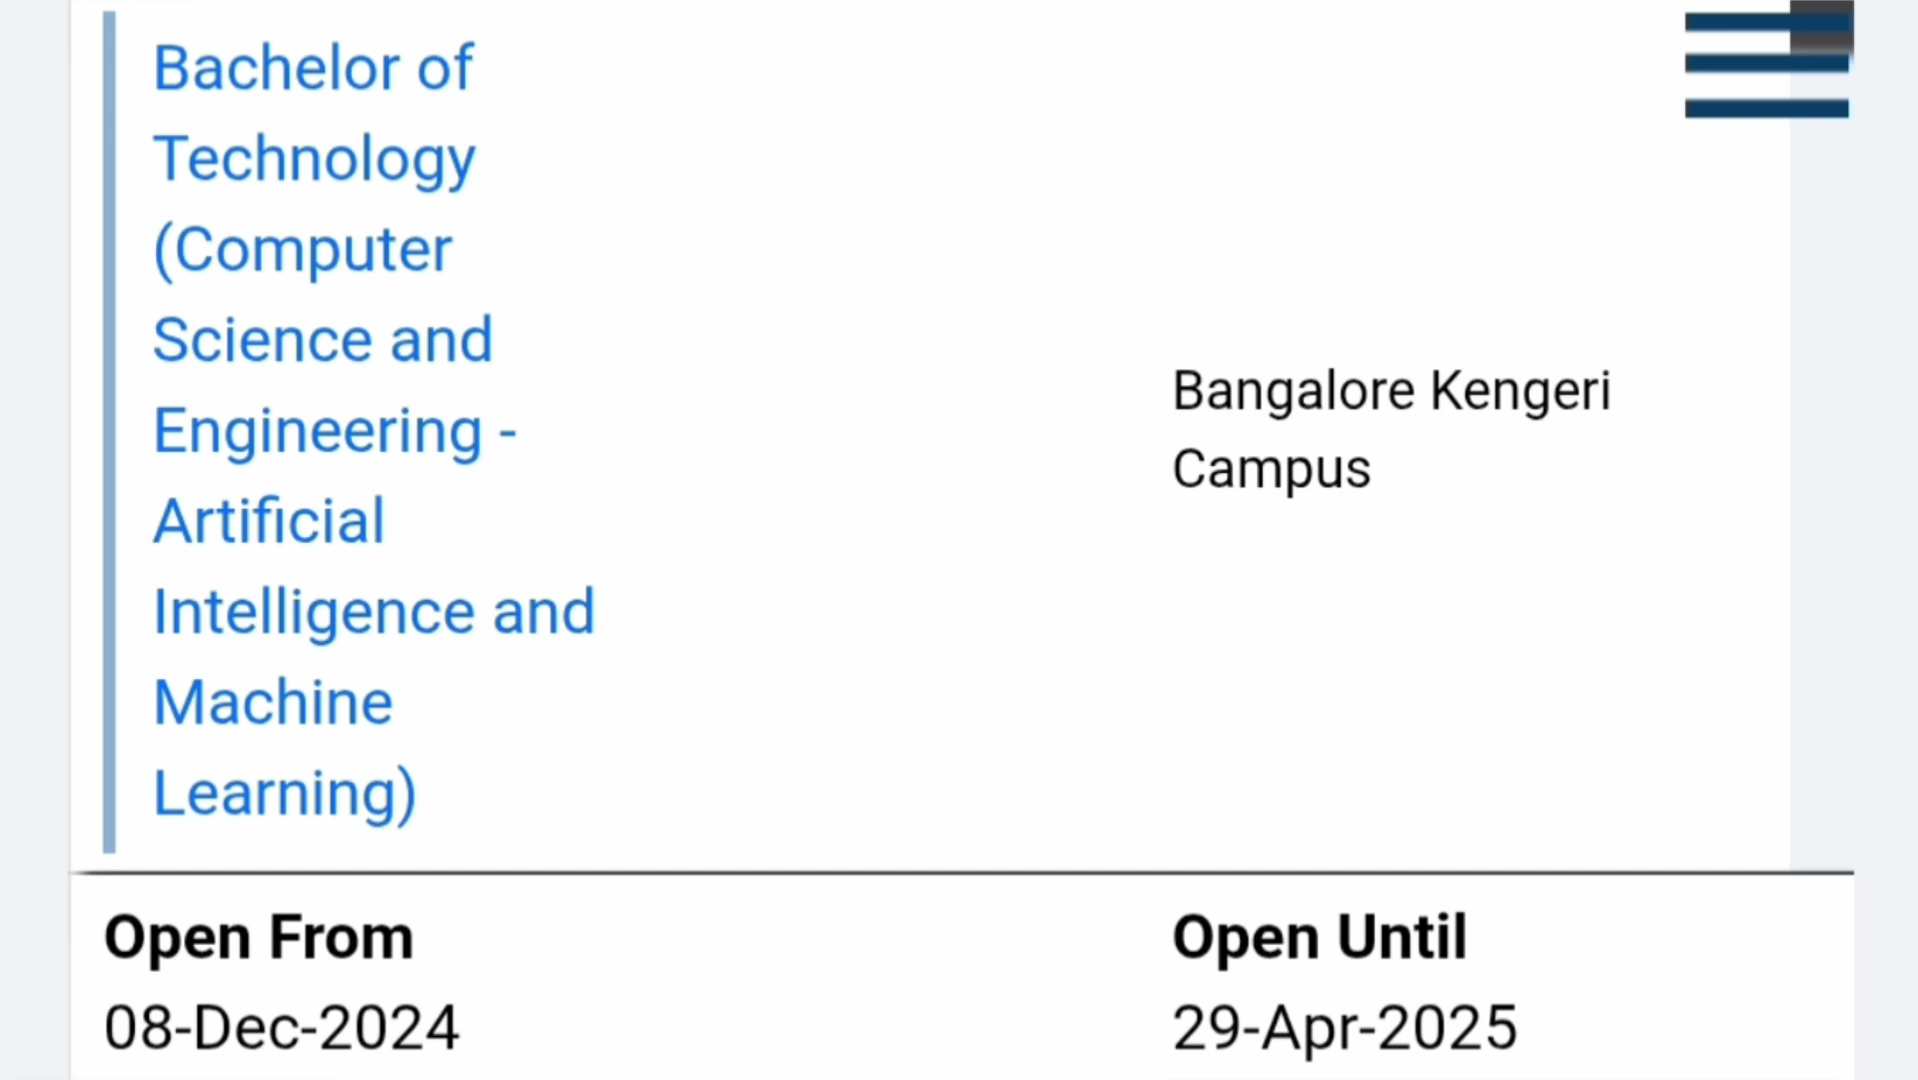 Bachelor of
Technology
(Computer
Science and
Engineering -
Artificial
Intelligence and
Machine
Learning)
Bangalore Kengeri
Campus
Open From
Open Until
08-Dec-2024
29-Apr-2025